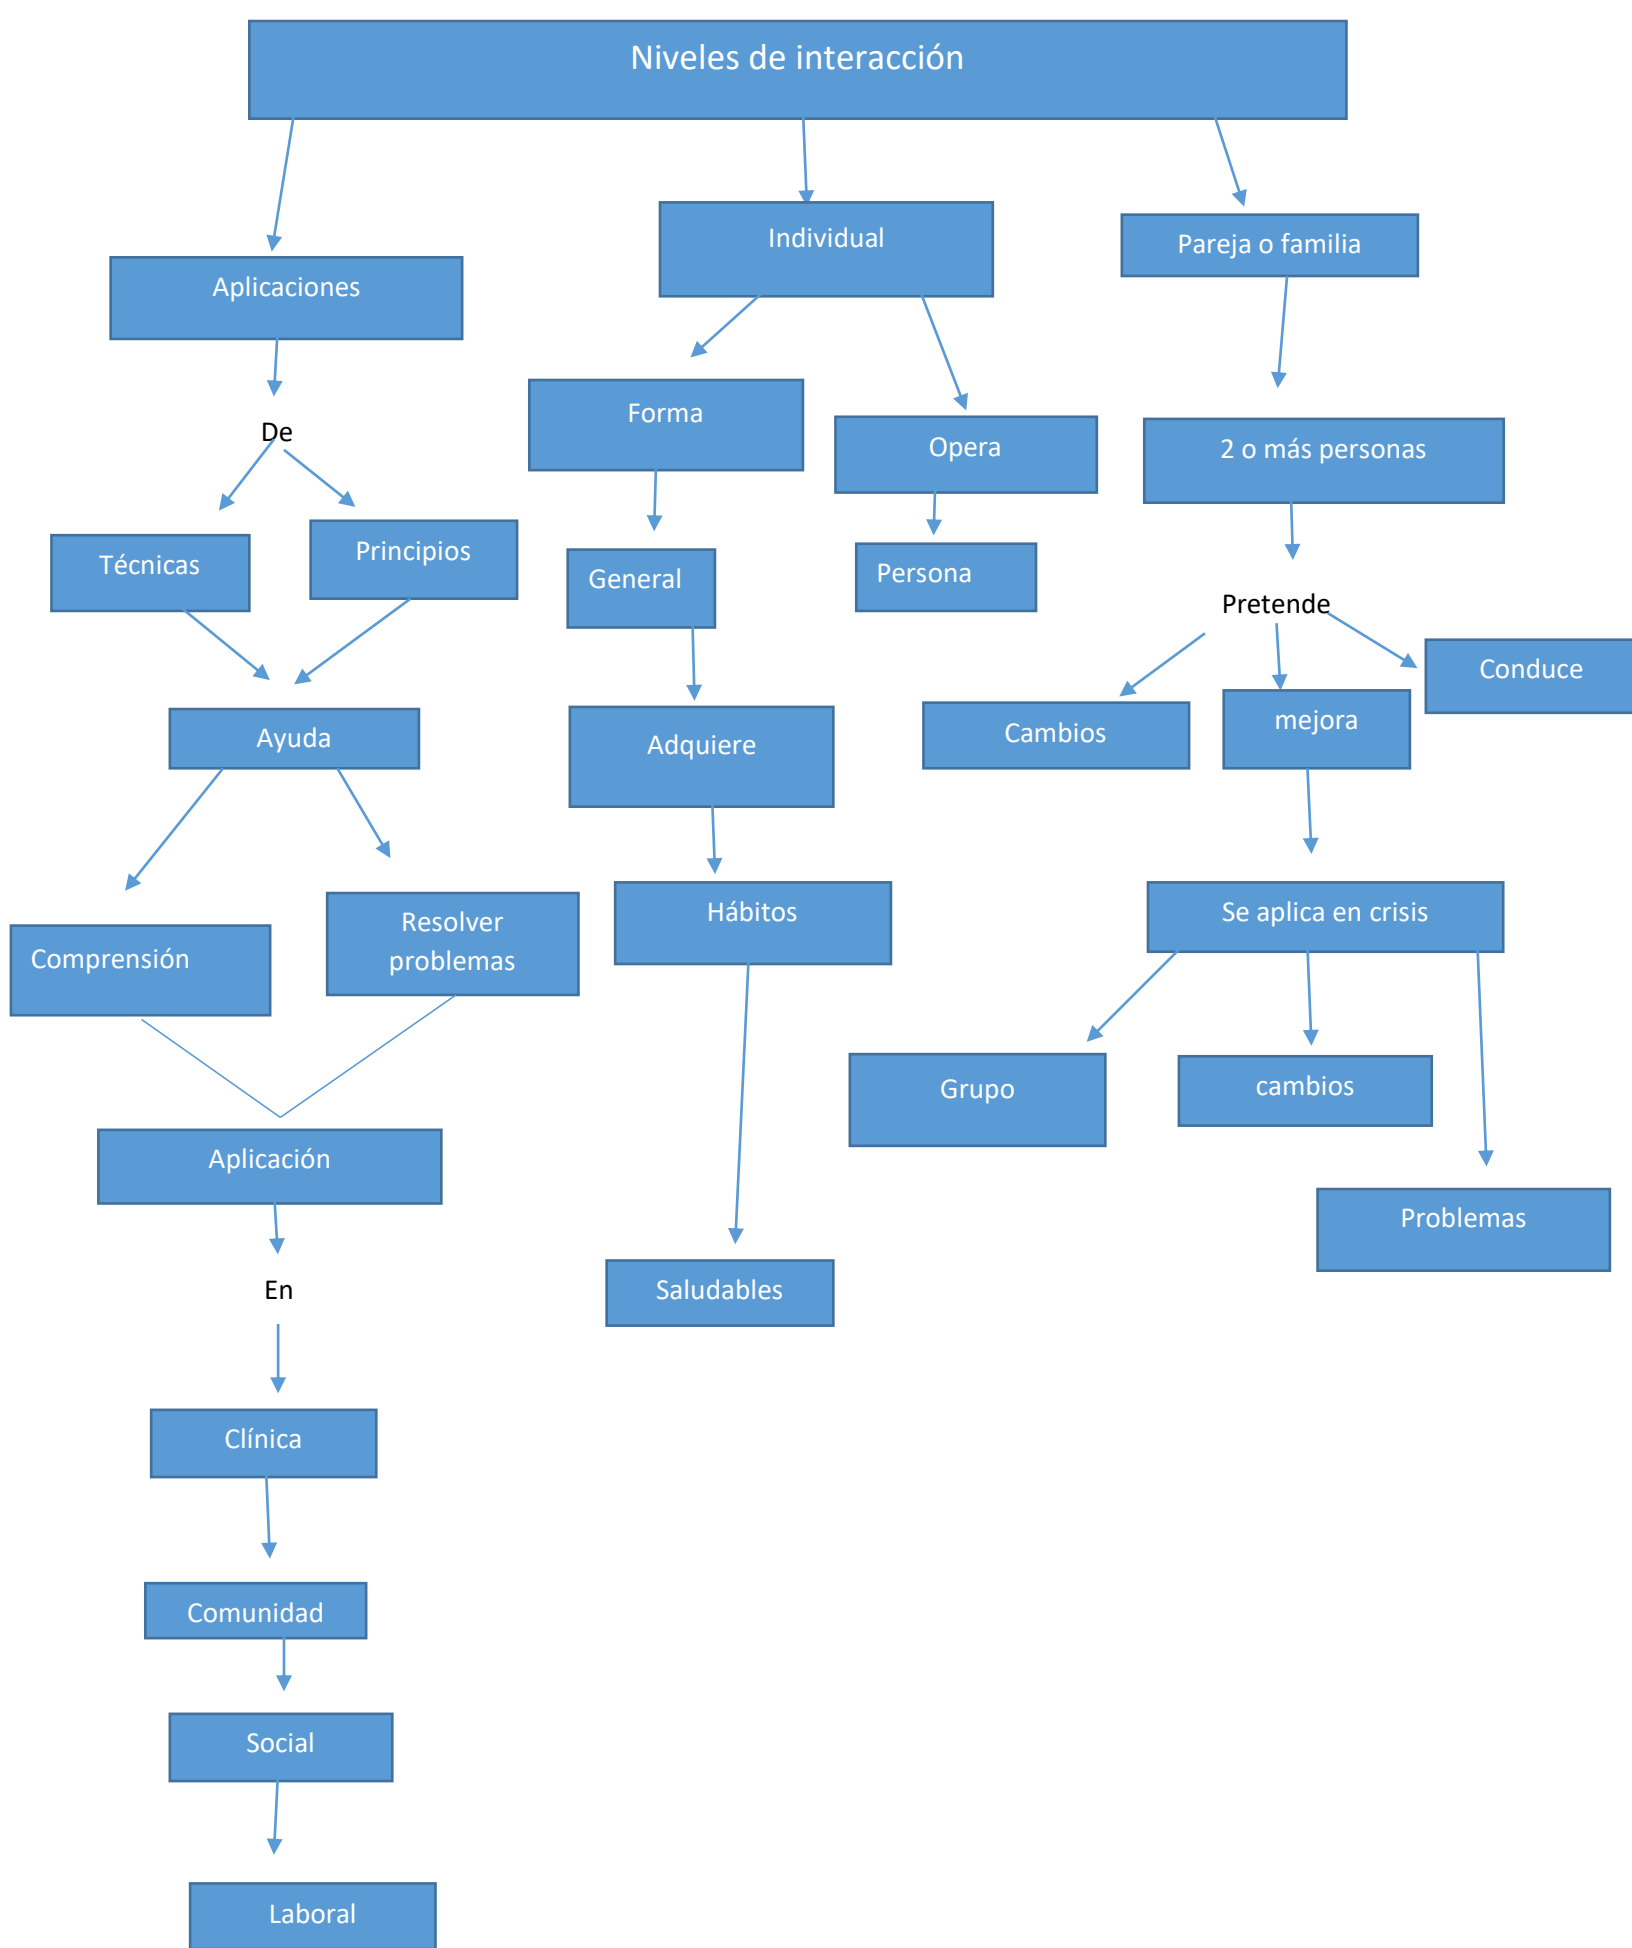 Niveles de interacción
Individual
Pareja o familia
Aplicaciones
Forma
Opera
2 o más personas
De
Técnicas
Principios
General
Persona
Pretende
Conduce
Ayuda
Adquiere
Cambios
mejora
Comprensión
Resolver
problemas
Hábitos
Se aplica en crisis
Grupo
cambios
Aplicación
Problemas
En
Saludables
Clínica
Comunidad
Social
Laboral